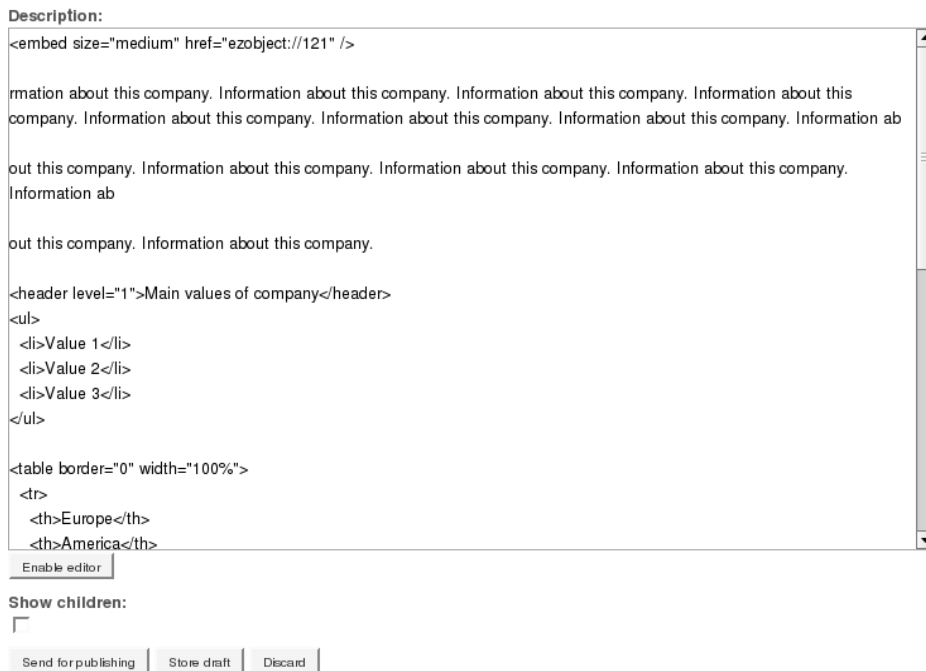 Description:
<embed size="medium" href="ezobject://121" />
rmation about this company. Information about this company. Information about this company. Information about this
company. Information about this company. Information about this company. Information about this company. Information ab
out this company. Information about this company. Information about this company. Information about this company.
Information ab
out this company. Information about this company.
<header level="1">Main values of company</header>
<ul>
<li>Value 1</li>
<li>Value 2</li>
<li>Value 3</li>
</ul>
<table border="0" width="100%">
<tr>
<th>Europe</th>
<th>America</th>
Enable editor
Show children:
Send for publishing Store draft Discard